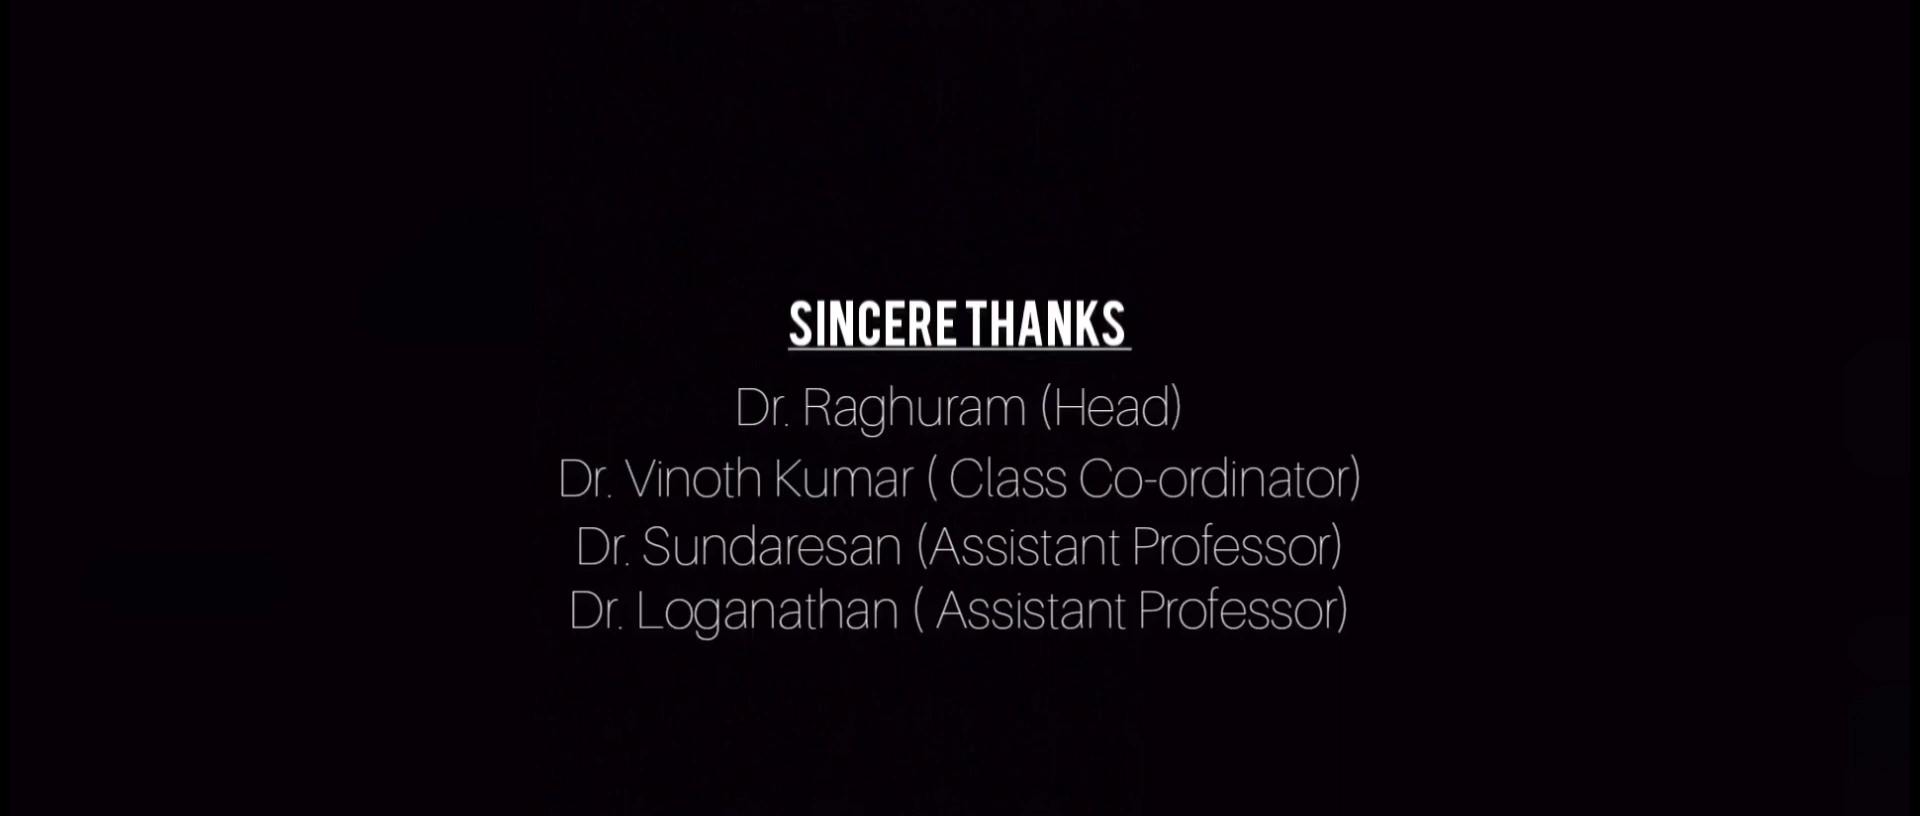 SINCERE THANKS
Dr. Raghuram (Head)
Dr. Vinoth Kumar ( Class Co-ordinator)
Dr. Sundaresan (Assistant Professor)
Dr. Loganathan ( Assistant Professor)